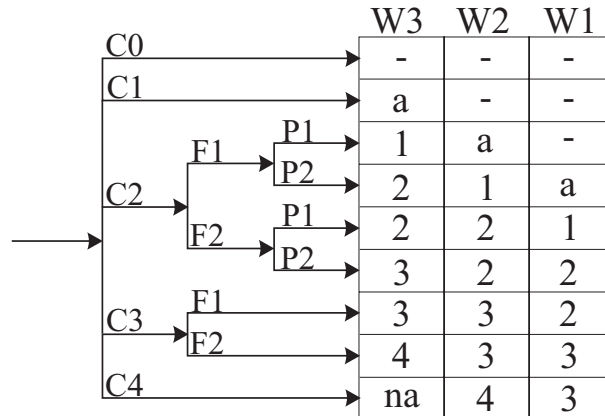 W3 W2 W1
C0 - - -
C1 a - -
F1 P1 1 a -
C2 P2 2 1 a
F2 P1 2 2 1
P2 3 2 2
C3 F1 3 3 2
F2 4 3 3
C4 na 4 3